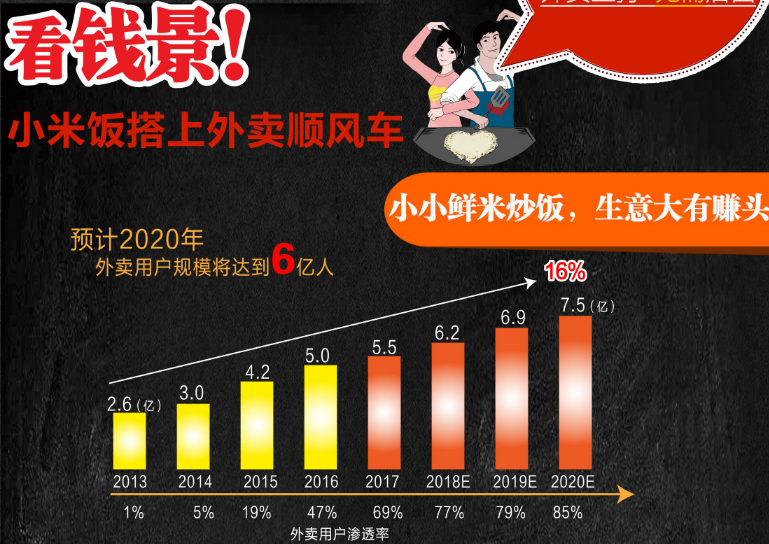 看钱景!
小米饭搭上外卖顺风车
小小鲜米炒饭，生意大有赚头
预计2020年
外卖用户规模将达到6亿人
16%
2.6（亿） 3.0 4.2 5.0 5.5 6.2 6.9 7.5（亿）
2013 2014 2015 2016 2017 2018E 2019E 2020E
1% 5% 19% 47% 69% 77% 79% 85%
外卖用户渗透率